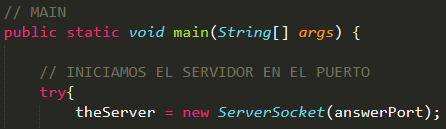 // MAIN
public static void main(String[] args) {
// INICIAMOS EL SERVIDOR EN EL PUERTO
try{
theServer = new ServerSocket(answerPort);